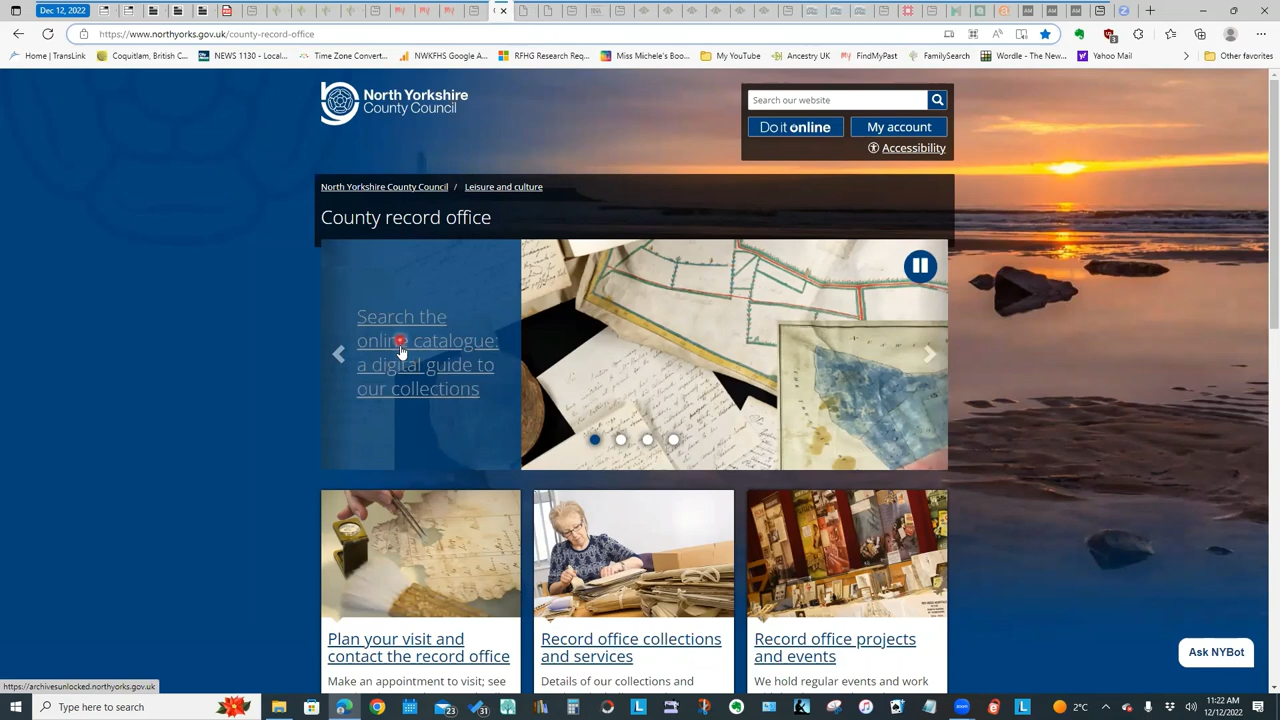 Dec 12, 2022
https://www.northyorks.gov.uk/county-record-office
Home | TransLink
Coquitlam, British C...
NEWS 1130 - Local...
Time Zone Convert...
NWKFHS Google A...
RFHG Research Req...
Miss Michele's Boo...
My YouTube
Ancestry UK
FindMyPast
FamilySearch
Wordle - The New...
Yahoo Mail
Other favorites
North Yorkshire
County Council
Search our website
Do it online
My account
Accessibility
North Yorkshire County Council / Leisure and culture
County record office
Search the
online catalogue:
a digital guide to
our collections
Plan your visit and
contact the record office
Make an appointment to visit; see
Record office collections
and services
Details of our collections and
Record office projects
and events
We hold regular events and work
Ask NYBot
https://archivesunlocked.northyorks.gov.uk
Type here to search
23
31
2°C
11:22 AM
12/12/2022